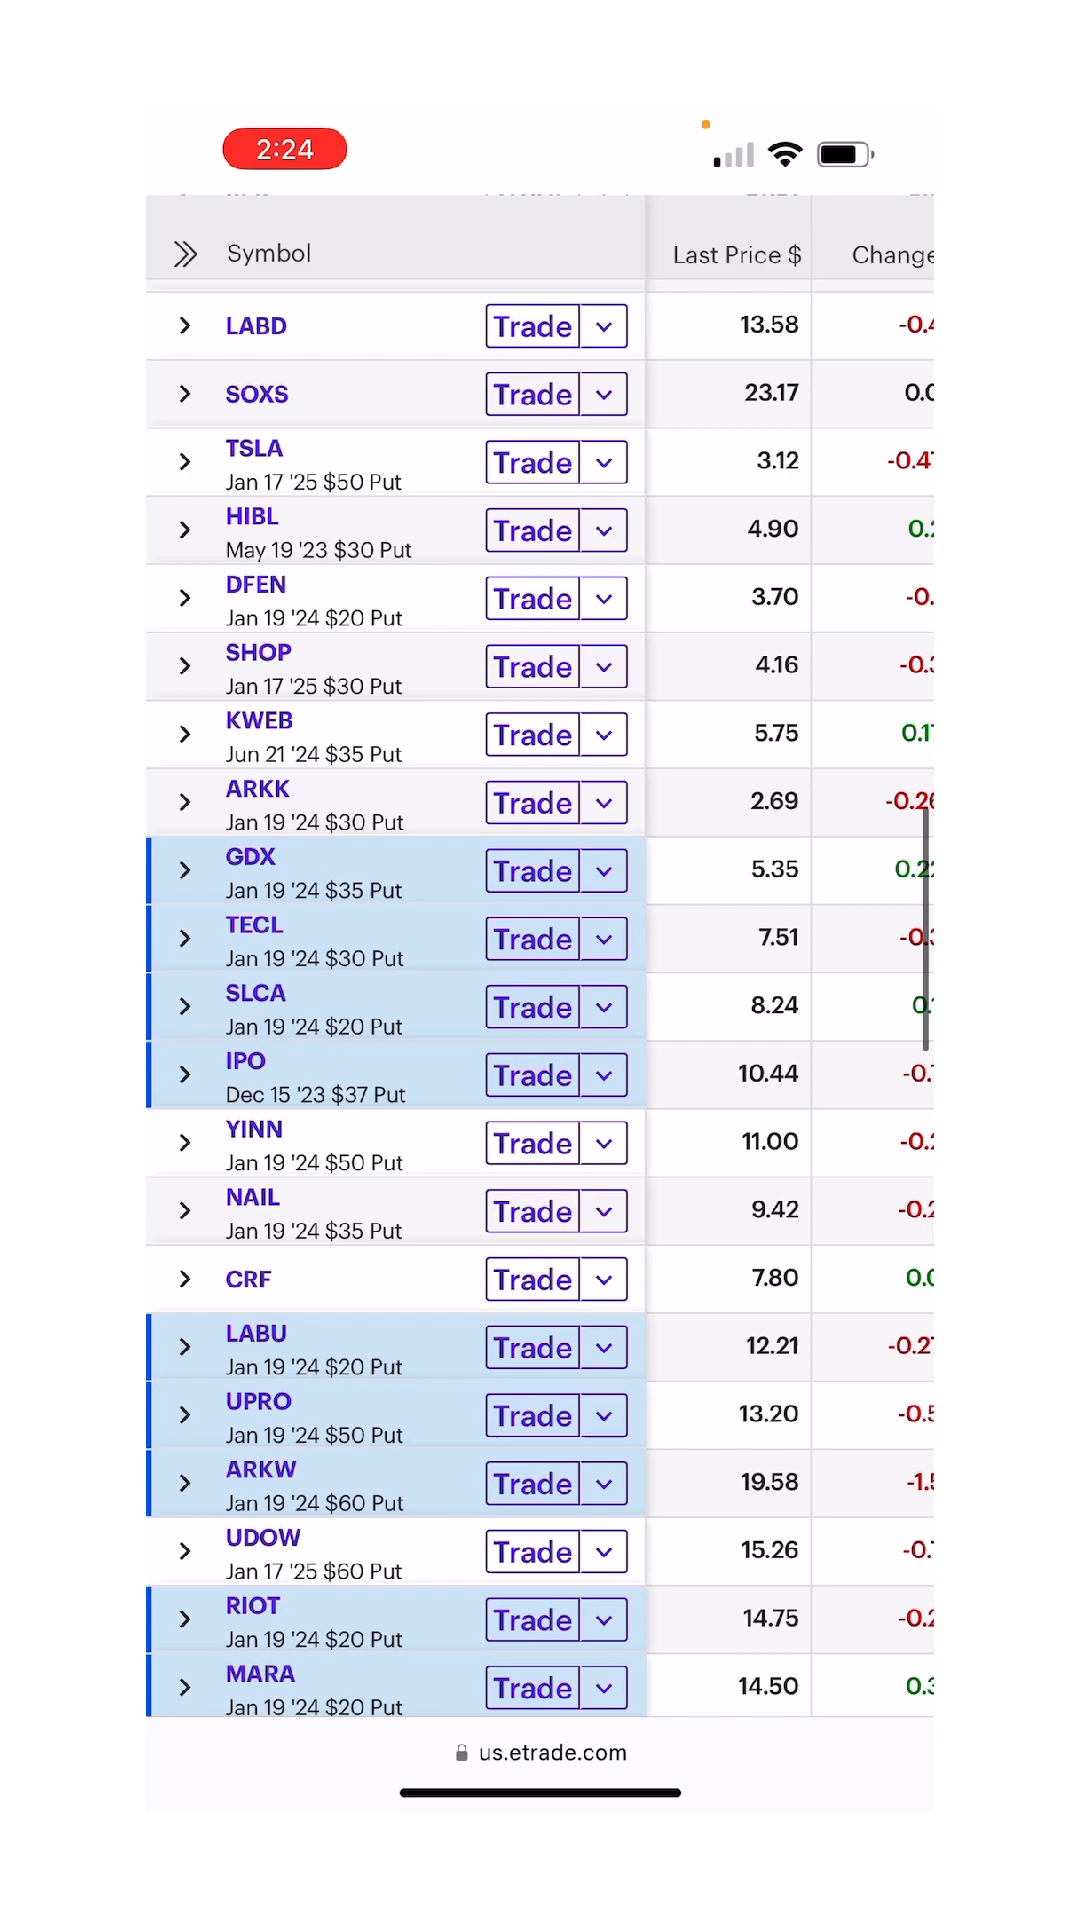 2:24
Symbol Last Price $ Change
LABD Trade 13.58
SOXS Trade 23.17
TSLA
Jan 17 '25 $50 Put Trade 3.12
HIBL
May 19 '23 $30 Put Trade 4.90
DFEN
Jan 19 '24 $20 Put Trade 3.70
SHOP
Jan 17 '25 $30 Put Trade 4.16
KWEB
Jun 21 '24 $35 Put Trade 5.75
ARKK
Jan 19 '24 $30 Put Trade 2.69 -0.26
GDX
Jan 19 '24 $35 Put Trade 5.35 0.22
TECL
Jan 19 '24 $30 Put Trade 7.51
SLCA
Jan 19 '24 $20 Put Trade 8.24
IPO
Dec 15 '23 $37 Put Trade 10.44
YINN
Jan 19 '24 $50 Put Trade 11.00
NAIL
Jan 19 '24 $35 Put Trade 9.42
CRF Trade 7.80
LABU
Jan 19 '24 $20 Put Trade 12.21
UPRO
Jan 19 '24 $50 Put Trade 13.20
ARKW
Jan 19 '24 $60 Put Trade 19.58
UDOW
Jan 17 '25 $60 Put Trade 15.26
RIOT
Jan 19 '24 $20 Put Trade 14.75
MARA
Jan 19 '24 $20 Put Trade 14.50
us.etrade.com